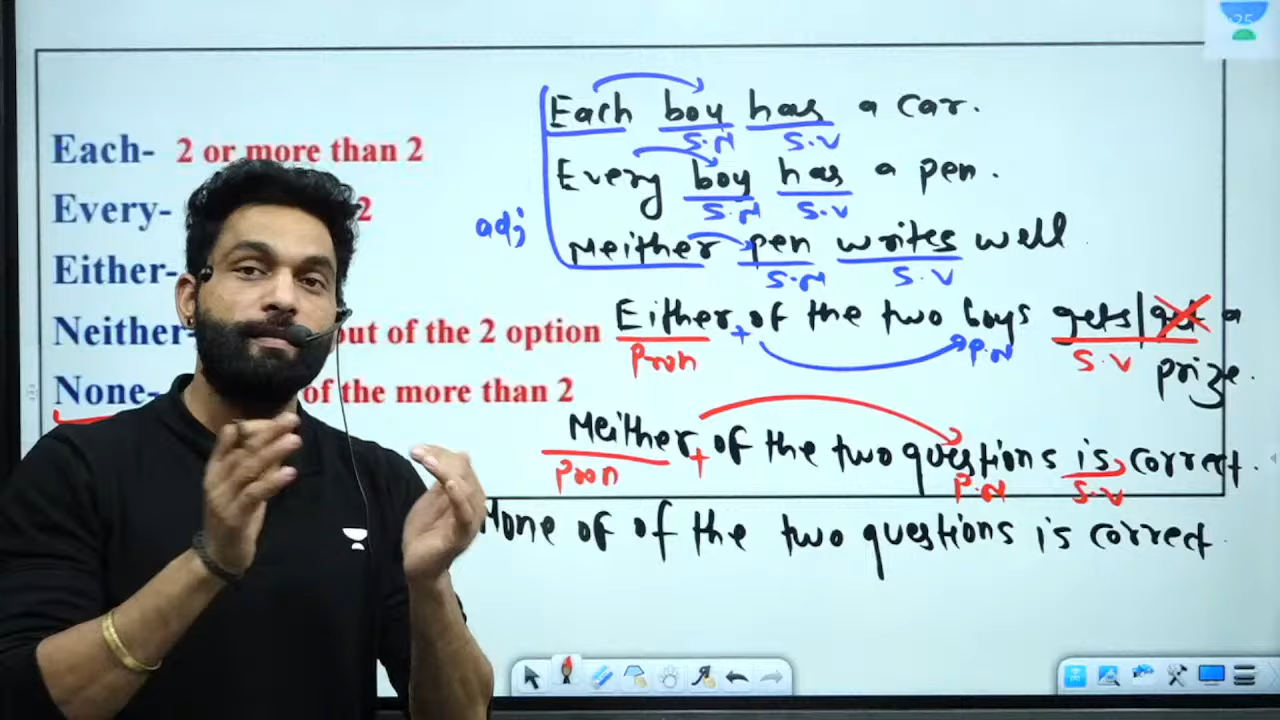 25
Each- 2 or more than 2
Every- 2
Either-
Neither- out of the 2 option
None- of the more than 2
Each boy has a car.
S.N S.V
Every boy has a pen.
S.N S.V
adj
Neither pen writes well
S.N S.V
Either + of the two boys gets/get a prize.
Pron P.N S.V
Neither + of the two questions is correct.
Pron P.N S.V
None of of the two questions is correct